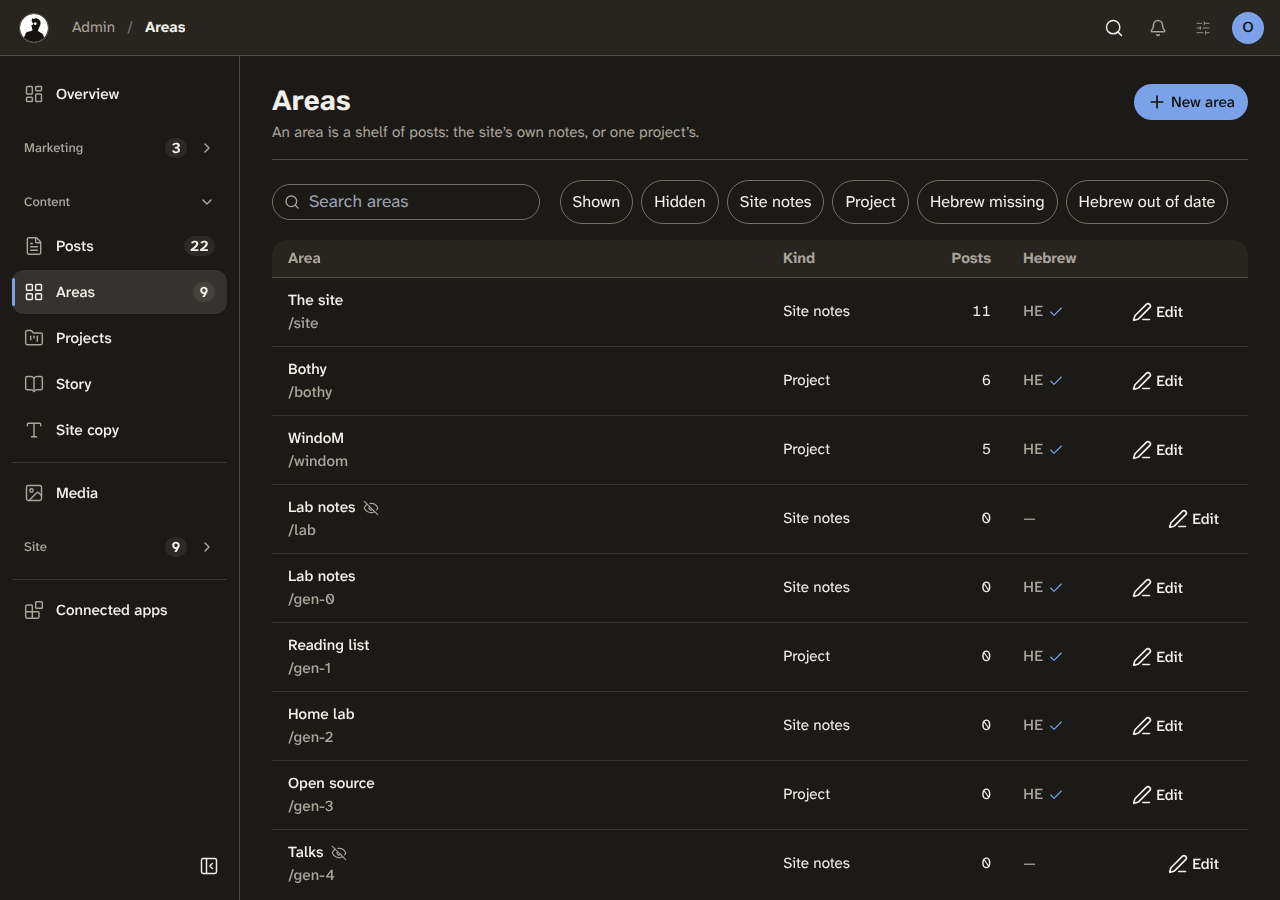 Admin / Areas
O
Overview
Marketing 3
Content
Posts 22
Areas 9
Projects
Story
Site copy
Media
Site 9
Connected apps
Areas
An area is a shelf of posts: the site’s own notes, or one project’s.
New area
Search areas
Shown
Hidden
Site notes
Project
Hebrew missing
Hebrew out of date
Area Kind Posts Hebrew
The site
/site
Site notes 11 HE Edit
Bothy
/bothy
Project 6 HE Edit
WindoM
/windom
Project 5 HE Edit
Lab notes
/lab
Site notes 0 — Edit
Lab notes
/gen-0
Site notes 0 HE Edit
Reading list
/gen-1
Project 0 HE Edit
Home lab
/gen-2
Site notes 0 HE Edit
Open source
/gen-3
Project 0 HE Edit
Talks
/gen-4
Site notes 0 — Edit